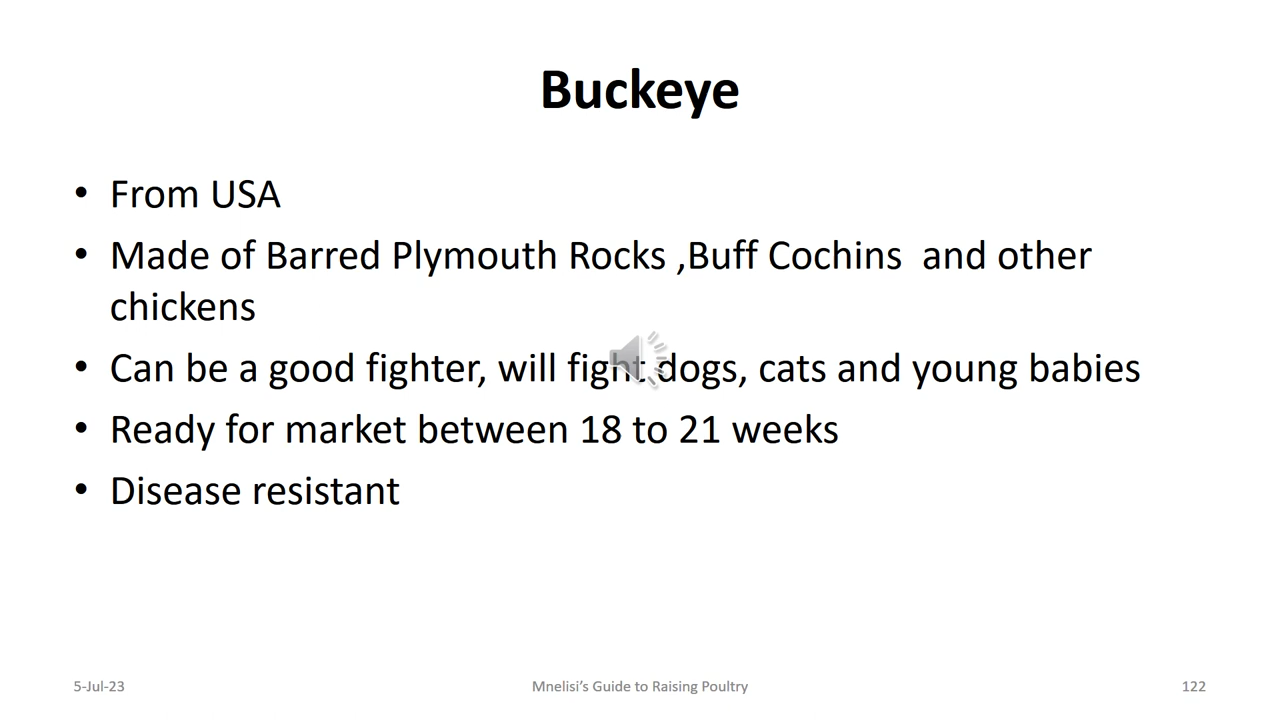 Buckeye
• From USA
• Made of Barred Plymouth Rocks ,Buff Cochins  and other
chickens
• Can be a good fighter, will fight dogs, cats and young babies
• Ready for market between 18 to 21 weeks
• Disease resistant
5-Jul-23
Mnelisi’s Guide to Raising Poultry
122